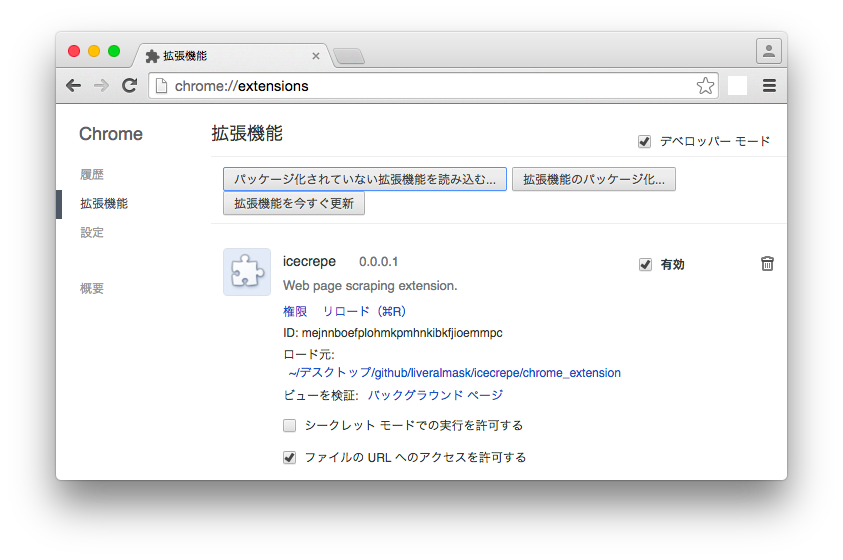 拡張機能
chrome://extensions
Chrome
拡張機能
デベロッパー モード
履歴
拡張機能
設定
概要
パッケージ化されていない拡張機能を読み込む...
拡張機能のパッケージ化...
拡張機能を今すぐ更新
icecrepe 0.0.0.1
有効
Web page scraping extension.
権限 リロード（⌘R）
ID: mejnnboefplohmkpmhnkibkfjioemmpc
ロード元:
~/デスクトップ/github/liveralmask/icecrepe/chrome_extension
ビューを検証: バックグラウンド ページ
シークレット モードでの実行を許可する
ファイルの URL へのアクセスを許可する